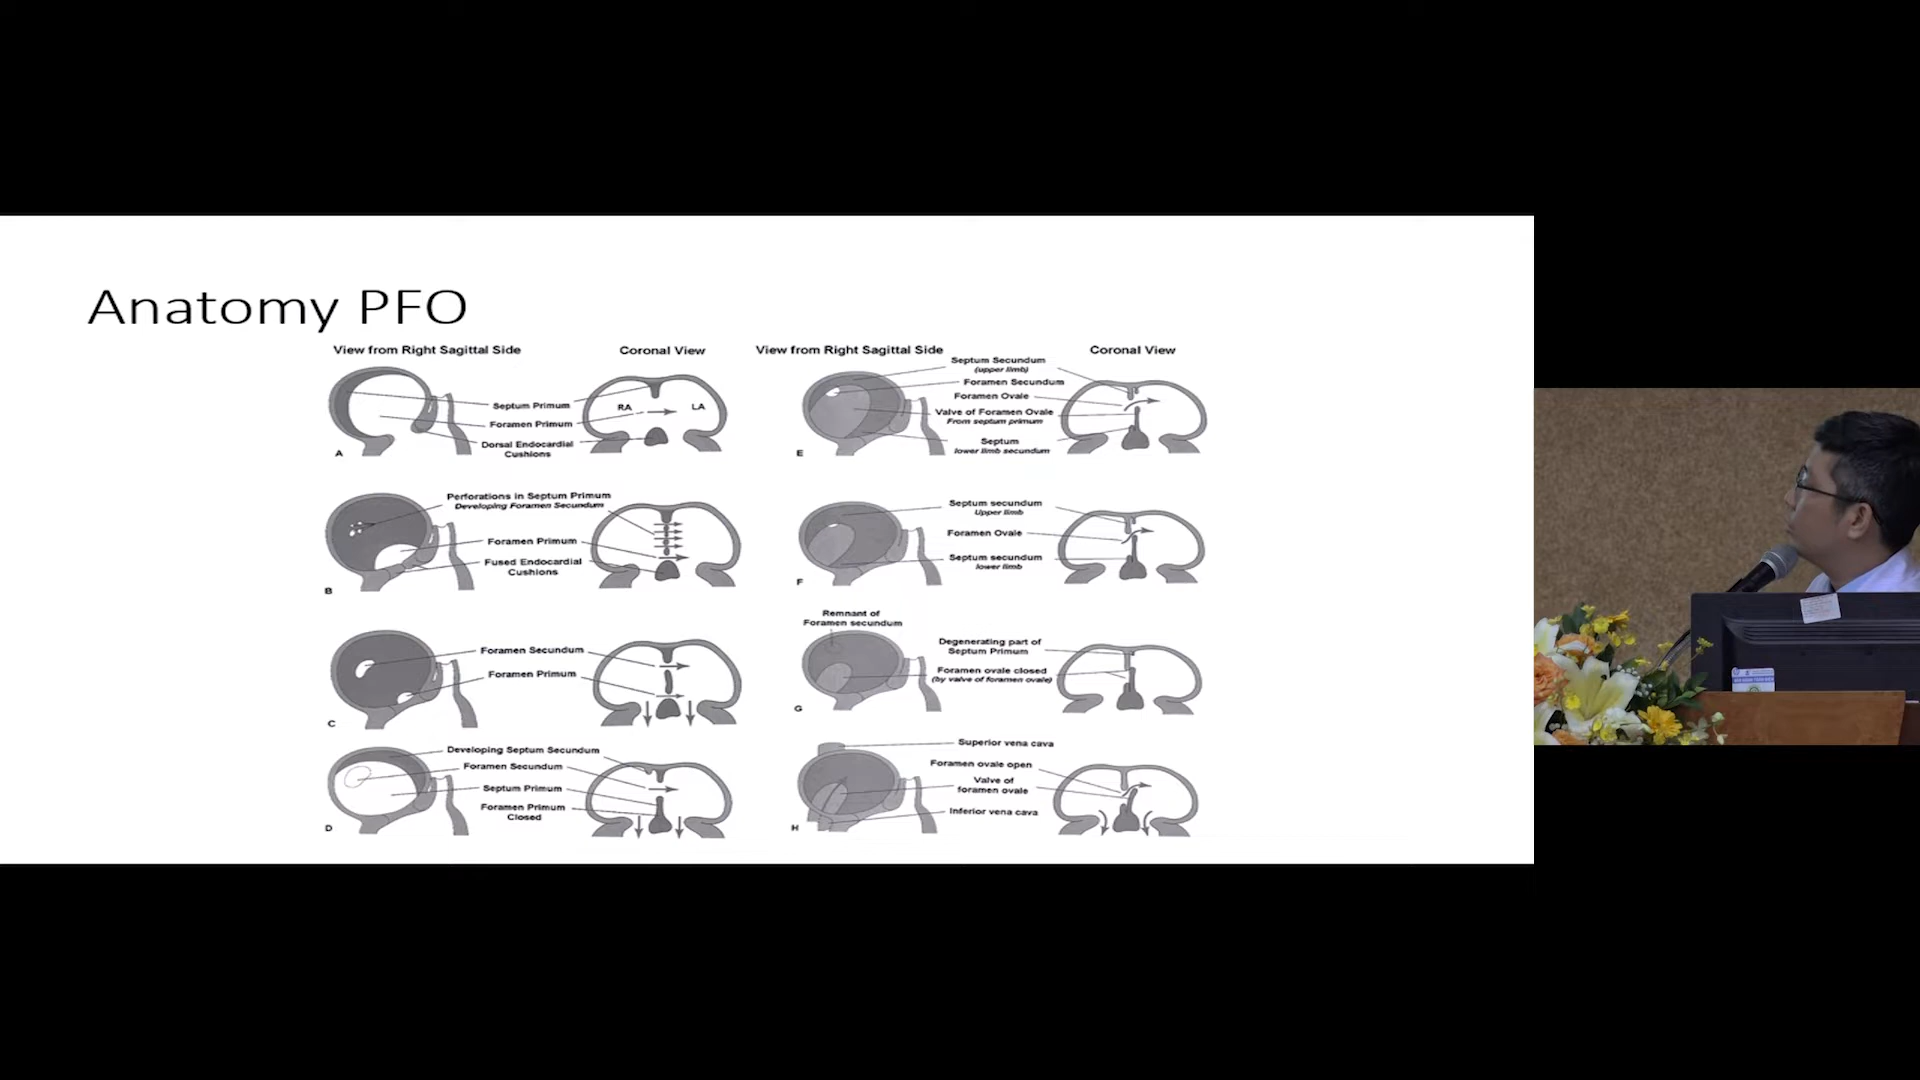 Anatomy PFO
View from Right Sagittal Side
Coronal View
Septum Primum
Foramen Primum
Dorsal Endocardial
Cushions
RA
LA
A
Perforations in Septum Primum
Developing Foramen Secundum
Foramen Primum
Fused Endocardial
Cushions
B
Foramen Secundum
Foramen Primum
C
Developing Septum Secundum
Foramen Secundum
Septum Primum
Foramen Primum
Closed
D
View from Right Sagittal Side
Coronal View
Septum Secundum
(upper limb)
Foramen Secundum
Foramen Ovale
Valve of Foramen Ovale
From septum primum
Septum
lower limb secundum
E
Septum secundum
Upper limb
Foramen Ovale
Septum secundum
lower limb
F
Remnant of
Foramen secundum
Degenerating part of
Septum Primum
Foramen ovale closed
(by valve of foramen ovale)
G
Superior vena cava
Foramen ovale open
Valve of
foramen ovale
Inferior vena cava
H